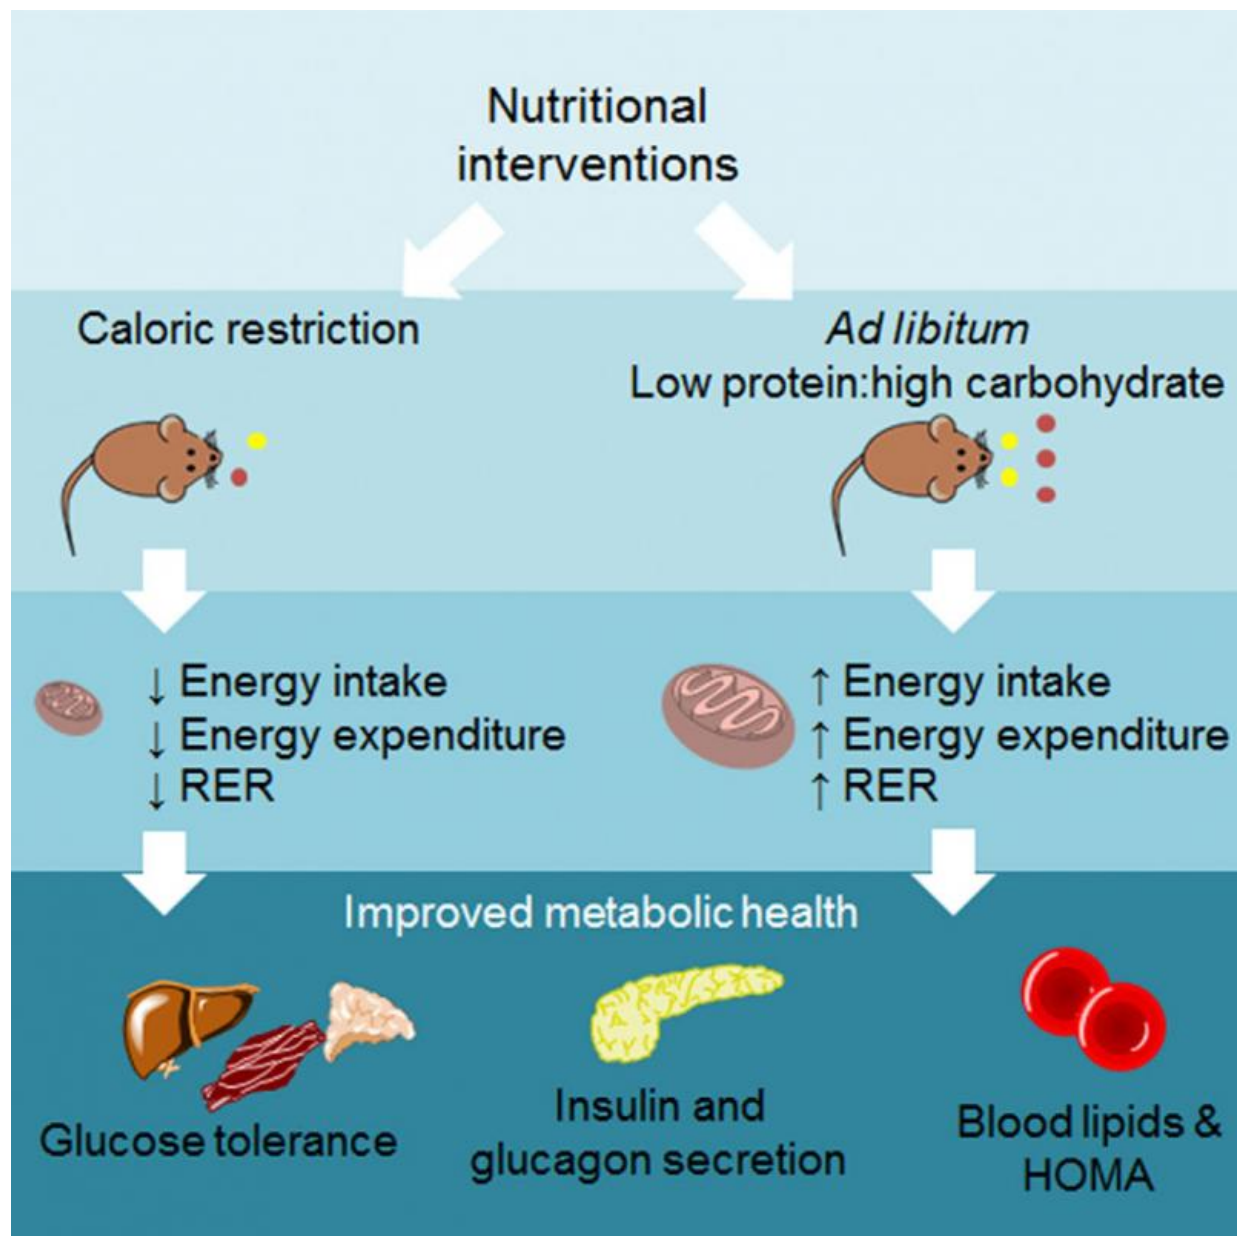 Nutritional
interventions
Caloric restriction
Ad libitum
Low protein:high carbohydrate
↓ Energy intake
↓ Energy expenditure
↓ RER
↑ Energy intake
↑ Energy expenditure
↑ RER
Improved metabolic health
Glucose tolerance
Insulin and
glucagon secretion
Blood lipids &
HOMA